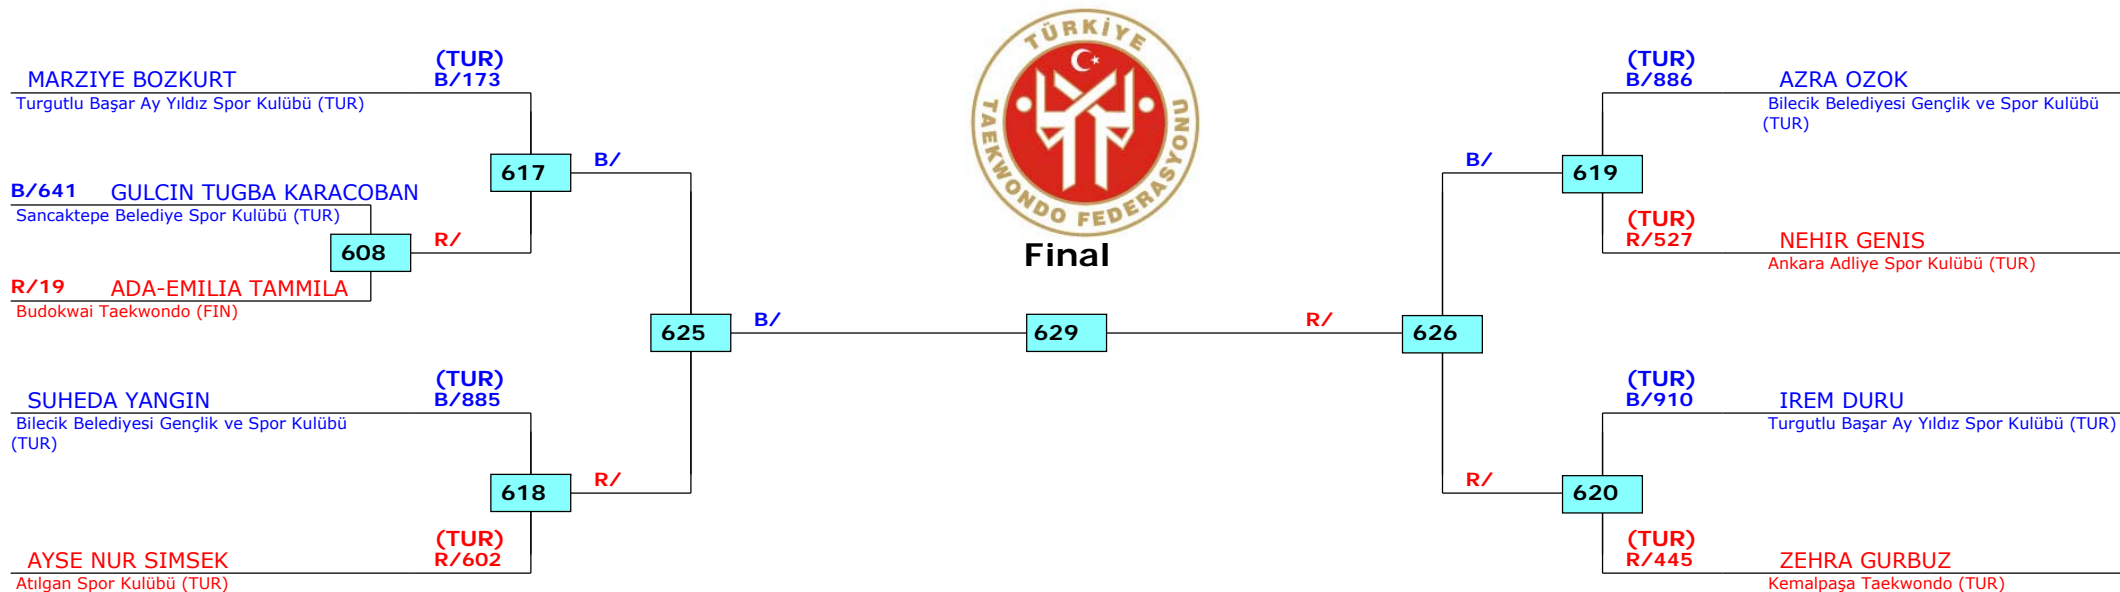 TÜRKİYE
TAEKWONDO FEDERASYONU
Final
(TUR)
MARZIYE BOZKURT B/173
Turgutlu Başar Ay Yıldız Spor Kulübü (TUR)
617
B/
B/641 GULCIN TUGBA KARACOBAN
Sancaktepe Belediye Spor Kulübü (TUR)
608
R/
R/19 ADA-EMILIA TAMMILA
Budokwai Taekwondo (FIN)
625
B/
629
(TUR)
SUHEDA YANGIN B/885
Bilecik Belediyesi Gençlik ve Spor Kulübü
(TUR)
618
R/
(TUR)
AYSE NUR SIMSEK R/602
Atılgan Spor Kulübü (TUR)
(TUR)
B/886 AZRA OZOK
Bilecik Belediyesi Gençlik ve Spor Kulübü
(TUR)
B/
619
(TUR)
R/527 NEHIR GENIS
Ankara Adliye Spor Kulübü (TUR)
R/
626
(TUR)
B/910 IREM DURU
Turgutlu Başar Ay Yıldız Spor Kulübü (TUR)
R/
620
(TUR)
R/445 ZEHRA GURBUZ
Kemalpaşa Taekwondo (TUR)